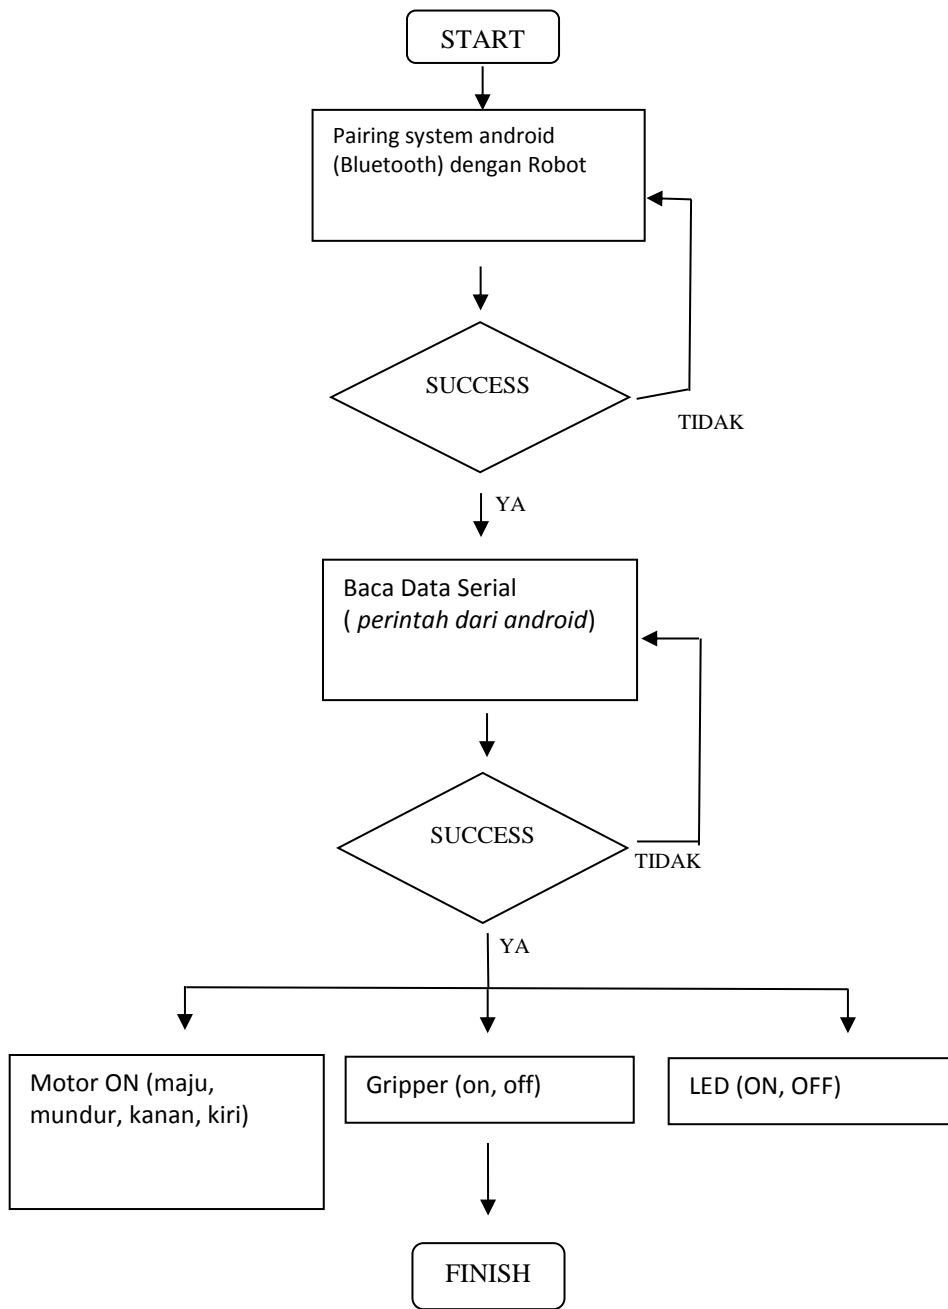 START
Pairing system android
(Bluetooth) dengan Robot
SUCCESS
TIDAK
YA
Baca Data Serial
( perintah dari android)
SUCCESS
TIDAK
YA
Motor ON (maju,
mundur, kanan, kiri)
Gripper (on, off)
LED (ON, OFF)
FINISH